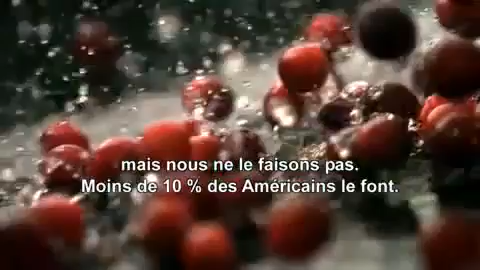 mais nous ne le faisons pas.
Moins de 10 % des Américains le font.